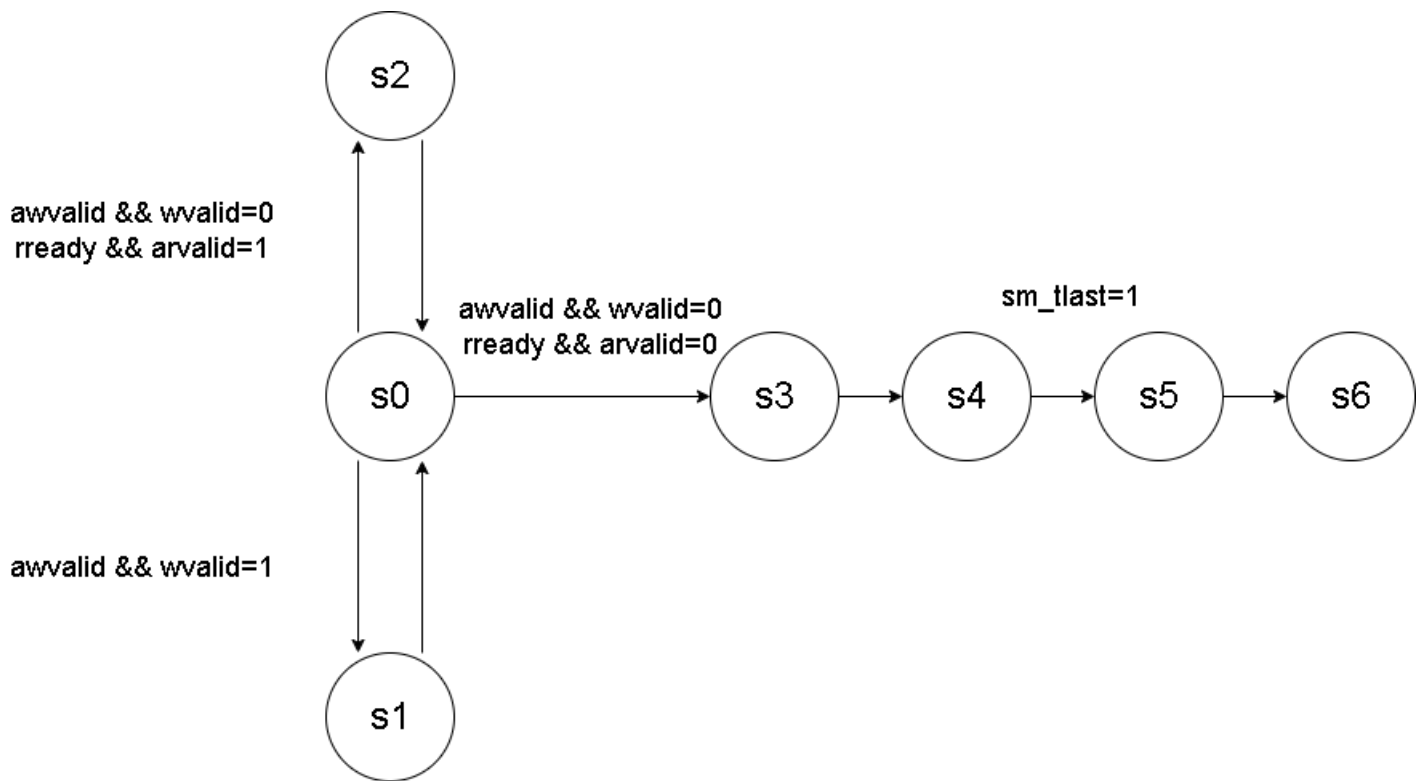 s2
awvalid && wvalid=0
rready && arvalid=1
awvalid && wvalid=0
rready && arvalid=0
sm_tlast=1
s0
s3
s4
s5
s6
awvalid && wvalid=1
s1